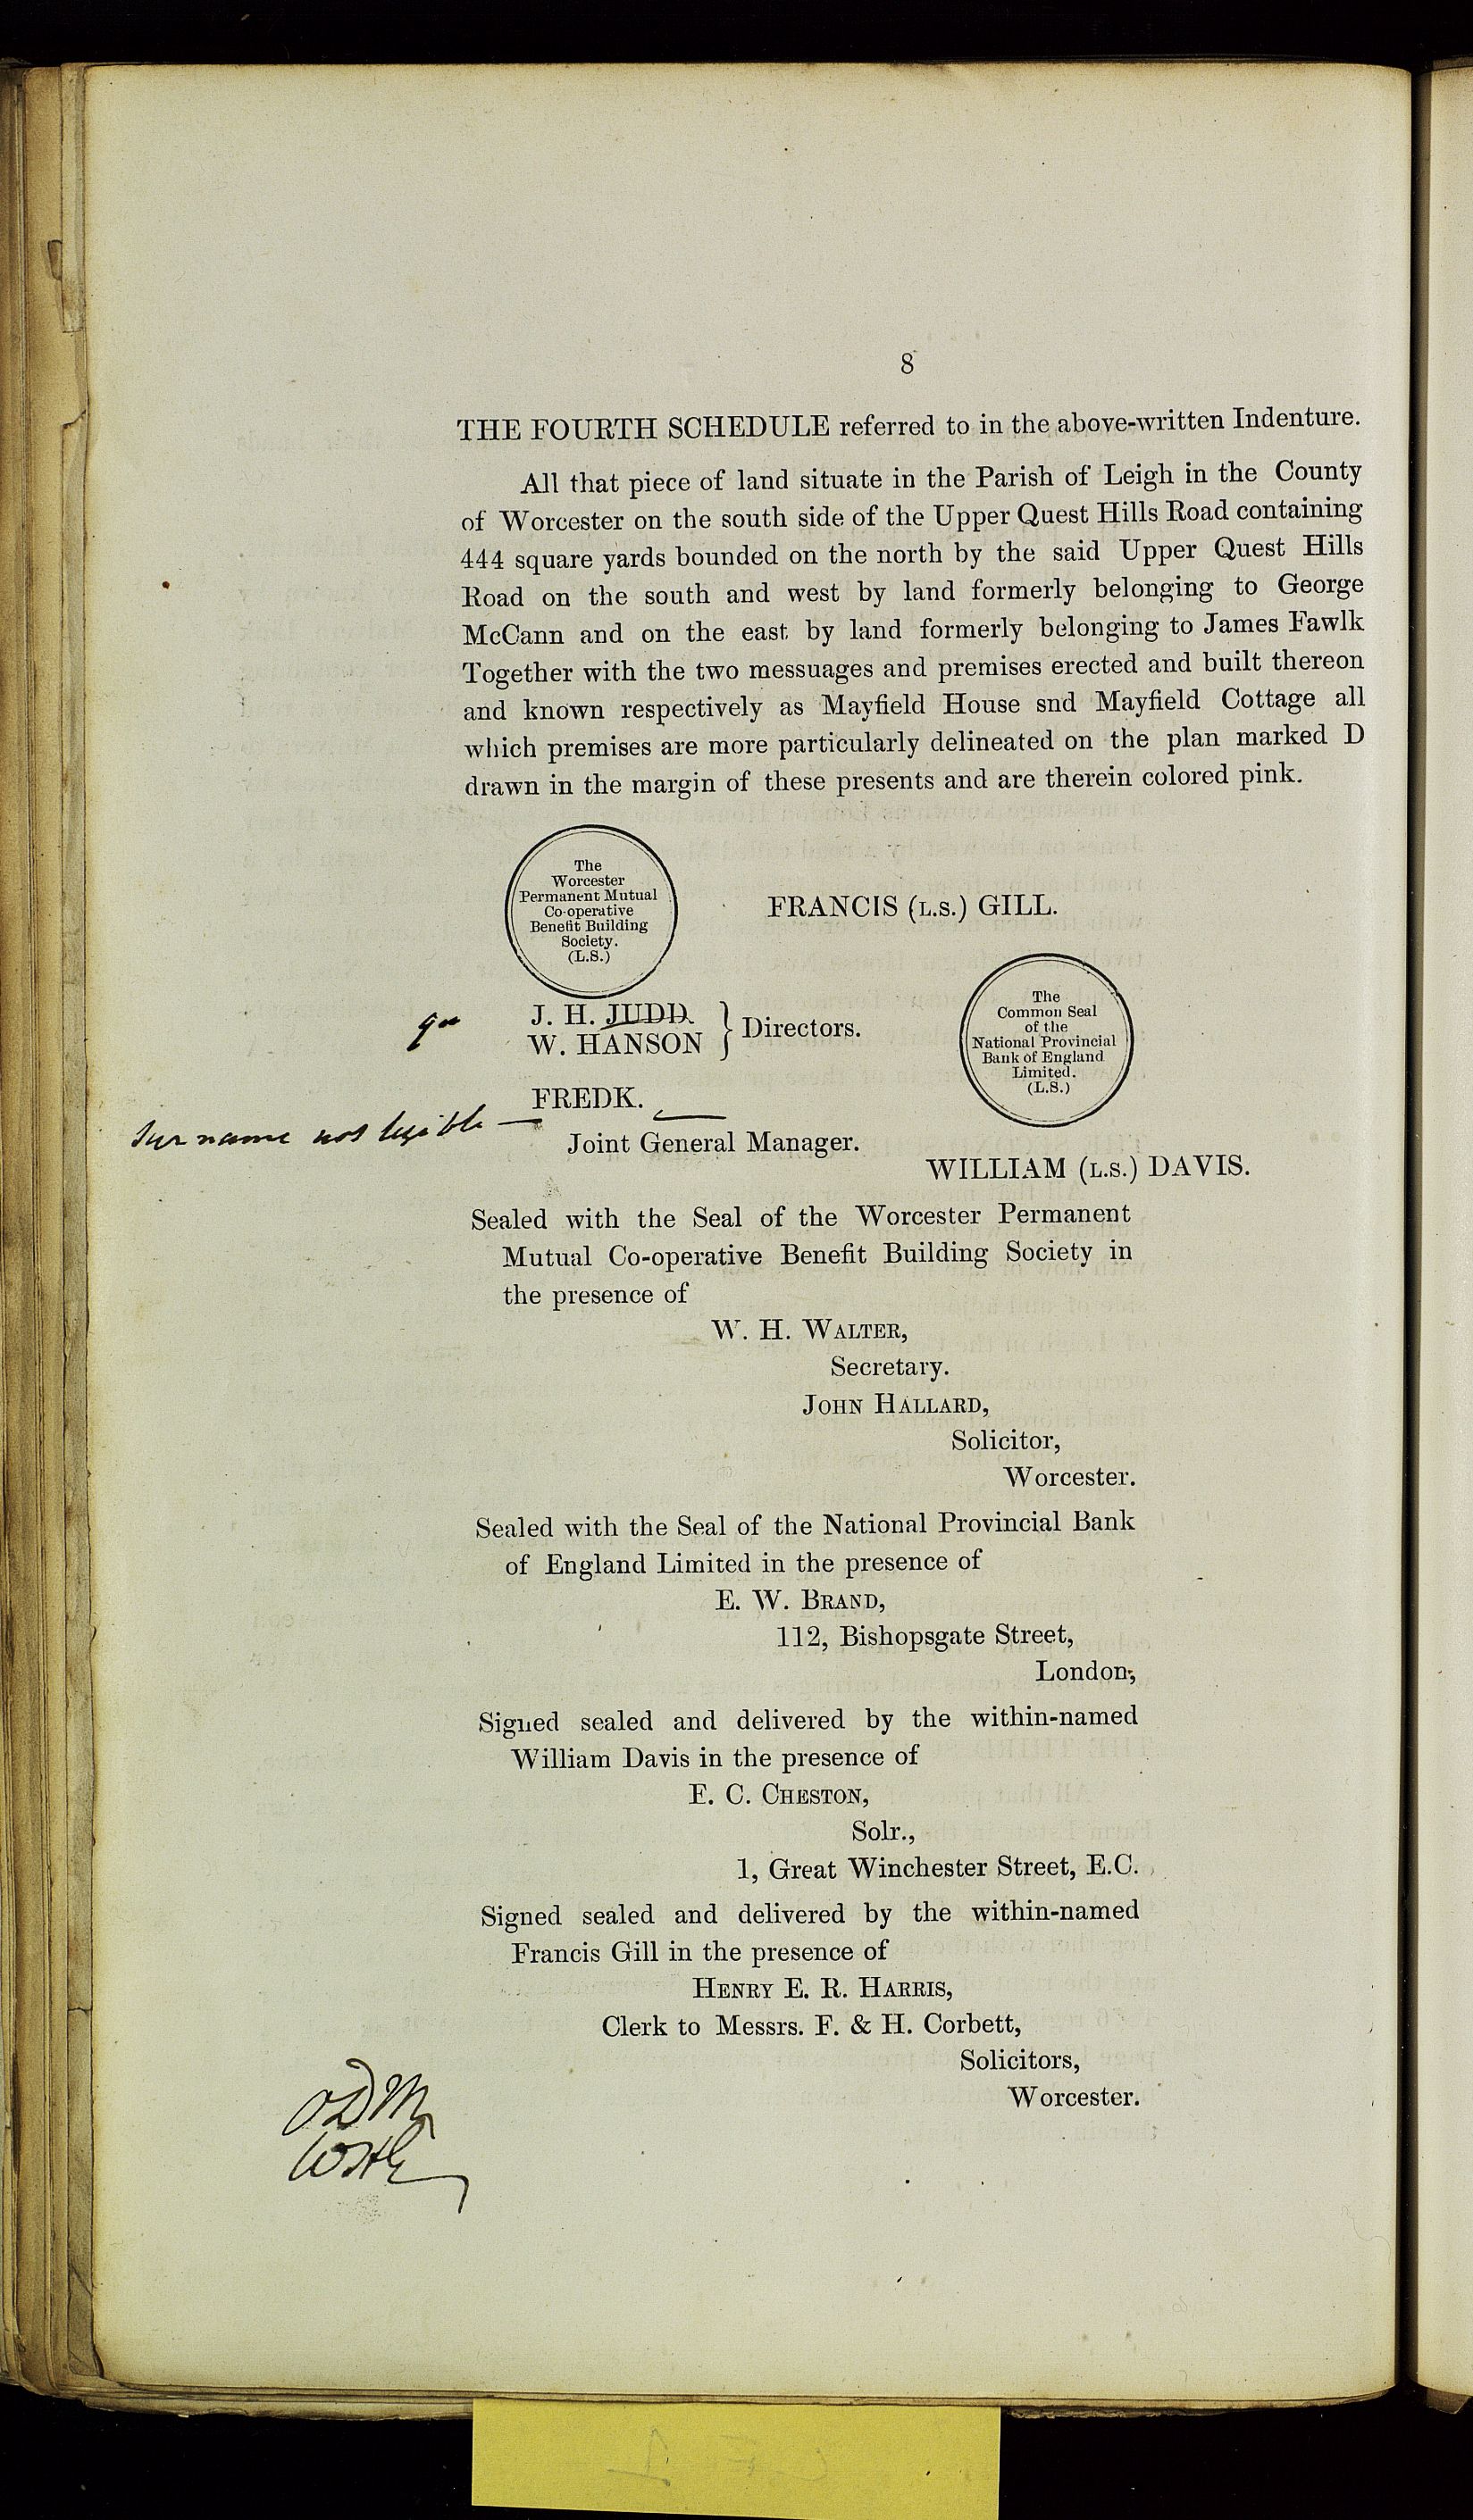 8
THE FOURTH SCHEDULE referred to in the above-written Indenture.
All that piece of land situate in the Parish of Leigh in the County
of Worcester on the south side of the Upper Quest Hills Road containing
444 square yards bounded on the north by the said Upper Quest Hills
Road on the south and west by land formerly belonging to George
McCann and on the east by land formerly belonging to James Fawlk
Together with the two messuages and premises erected and built thereon
and known respectively as Mayfield House snd Mayfield Cottage all
which premises are more particularly delineated on the plan marked D
drawn in the margin of these presents and are therein colored pink.
The
Worcester
Permanent Mutual
Co-operative
Benefit Building
Society.
(L.S.)
FRANCIS (L.S.) GILL.
The
Common Seal
of the
National Provincial
Bank of England
Limited.
(L.S.)
J. H. JUDD
W. HANSON } Directors.
FREDK.
Surname not legible —
Joint General Manager.
WILLIAM (L.S.) DAVIS.
Sealed with the Seal of the Worcester Permanent
Mutual Co-operative Benefit Building Society in
the presence of
W. H. WALTER,
Secretary.
JOHN HALLARD,
Solicitor,
Worcester.
Sealed with the Seal of the National Provincial Bank
of England Limited in the presence of
E. W. BRAND,
112, Bishopsgate Street,
London,
Signed sealed and delivered by the within-named
William Davis in the presence of
E. C. CHESTON,
Solr.,
1, Great Winchester Street, E.C.
Signed sealed and delivered by the within-named
Francis Gill in the presence of
HENRY E. R. HARRIS,
Clerk to Messrs. F. & H. Corbett,
Solicitors,
Worcester.